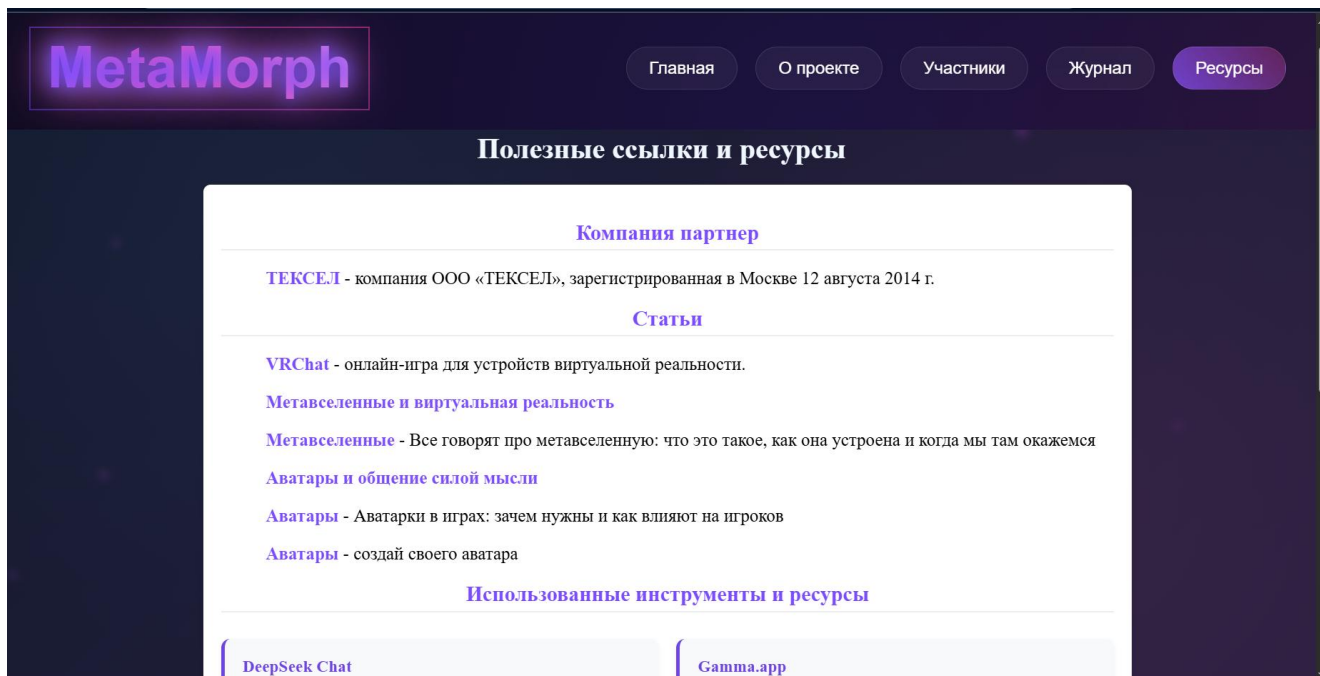 MetaMorph
Главная
О проекте
Участники
Журнал
Ресурсы
Полезные ссылки и ресурсы
Компания партнер
ТЕКСЕЛ - компания ООО «ТЕКСЕЛ», зарегистрированная в Москве 12 августа 2014 г.
Статьи
VRChat - онлайн-игра для устройств виртуальной реальности.
Метавселенные и виртуальная реальность
Метавселенные - Все говорят про метавселенную: что это такое, как она устроена и когда мы там окажемся
Аватары и общение силой мысли
Аватары - Аватарки в играх: зачем нужны и как влияют на игроков
Аватары - создай своего аватара
Использованные инструменты и ресурсы
DeepSeek Chat
Gamma.app